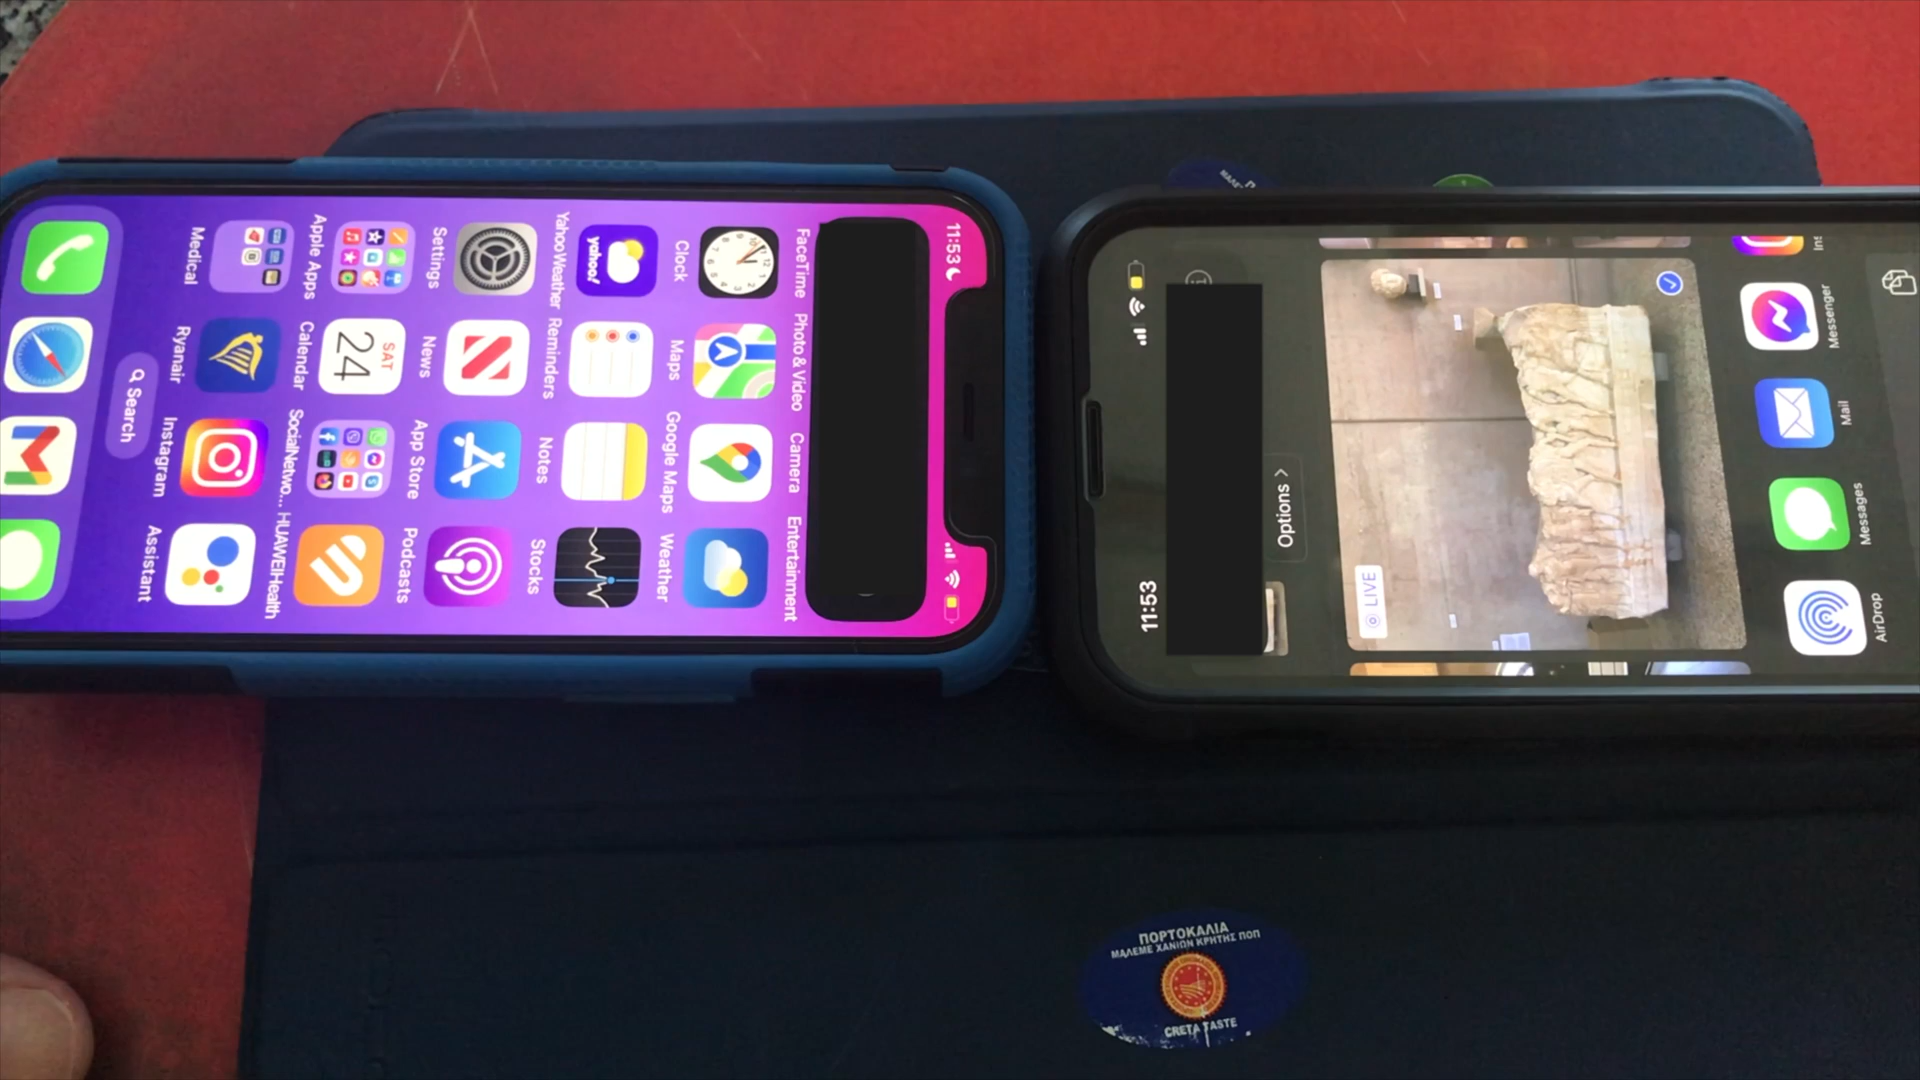 11:53
FaceTime
Photo & Video
Camera
Entertainment
Clock
Maps
Google Maps
Weather
YahooWeather
Reminders
Notes
Stocks
yahoo!
Settings
News
App Store
Podcasts
Apple Apps
Calendar
SocialNetwo...
HUAWEIHealth
SAT
24
Medical
Ryanair
Instagram
Assistant
Search
11:53
Options >
LIVE
AirDrop
Messages
Mail
Messenger
ΠΟΡΤΟΚΑΛΙΑ
ΜΑΛΕΜΕ ΧΑΝΙΩΝ ΚΡΗΤΗΣ ΠΟΠ
CRETA TASTE